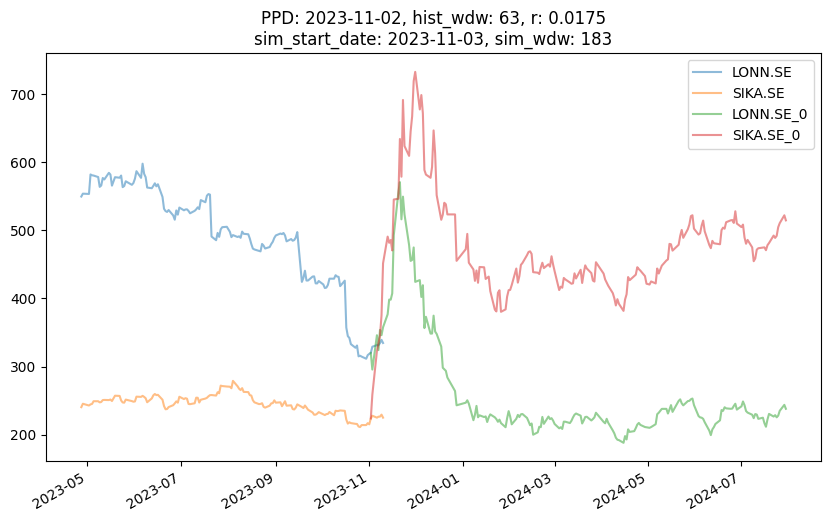 PPD: 2023-11-02, hist_wdw: 63, r: 0.0175
sim_start_date: 2023-11-03, sim_wdw: 183
LONN.SE
SIKA.SE
LONN.SE_0
SIKA.SE_0
700
600
500
400
300
200
2023-05
2023-07
2023-09
2023-11
2024-01
2024-03
2024-05
2024-07